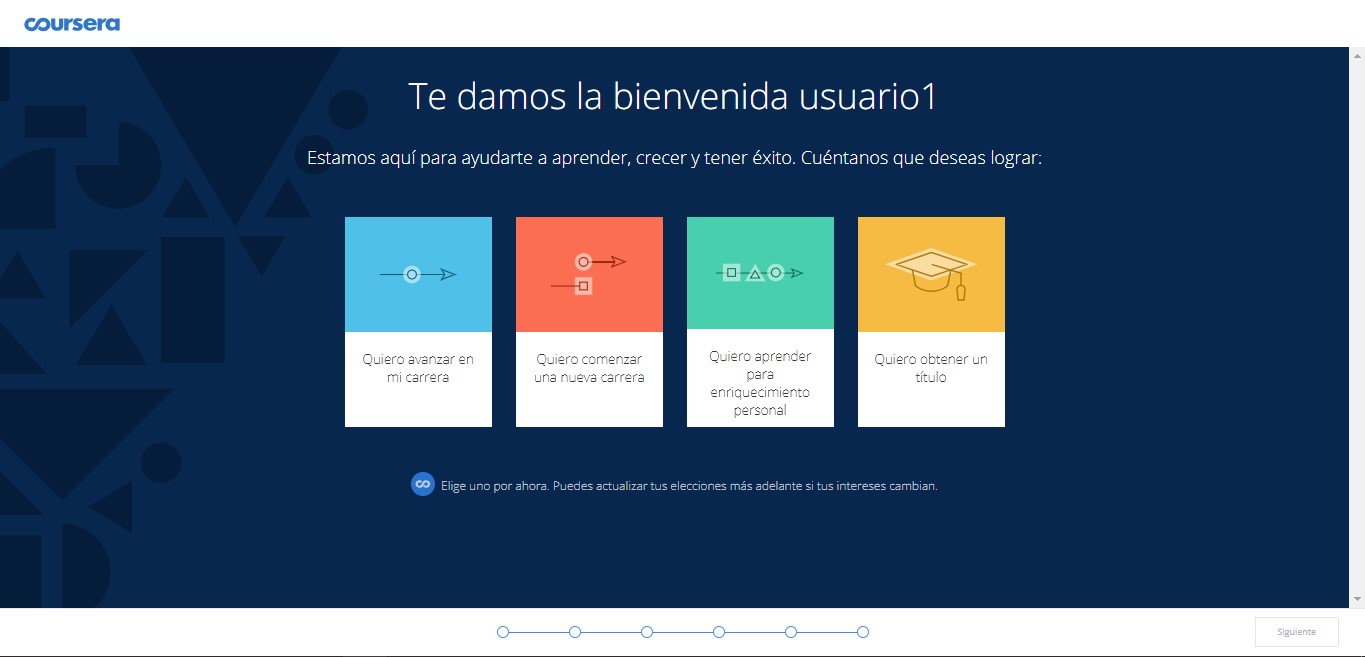 coursera
Te damos la bienvenida usuario1
Estamos aquí para ayudarte a aprender, crecer y tener éxito. Cuéntanos que deseas lograr:
Quiero avanzar en
mi carrera
Quiero comenzar
una nueva carrera
Quiero aprender
para
enriquecimiento
personal
Quiero obtener un
título
Elige uno por ahora. Puedes actualizar tus elecciones más adelante si tus intereses cambian.
Siguiente